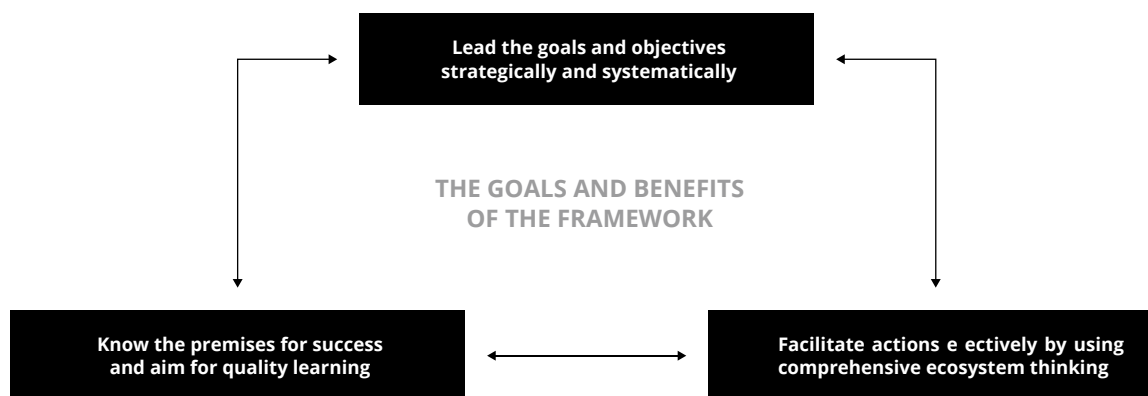 Lead the goals and objectives
strategically and systematically
THE GOALS AND BENEFITS
OF THE FRAMEWORK
Know the premises for success
and aim for quality learning
Facilitate actions e ectively by using
comprehensive ecosystem thinking